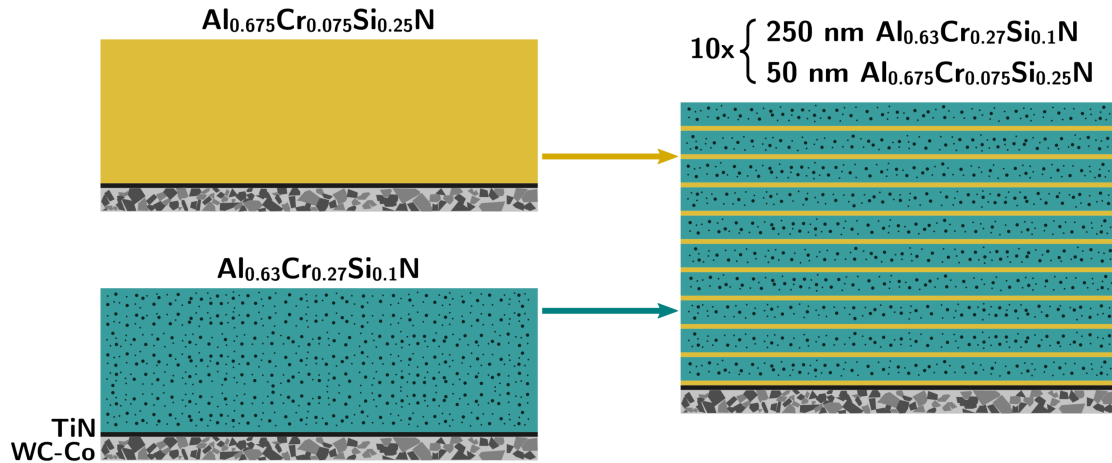 Al0.675Cr0.075Si0.25N
Al0.63Cr0.27Si0.1N
TiN
WC-Co
10x { 250 nm Al0.63Cr0.27Si0.1N
50 nm Al0.675Cr0.075Si0.25N